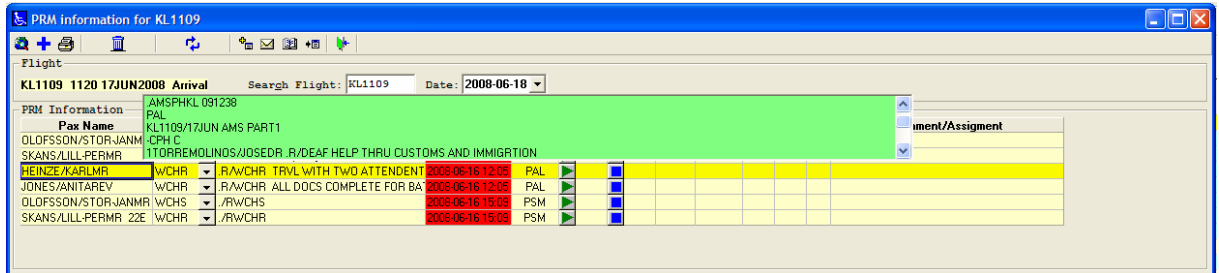 PRM information for KL1109
Flight
KL1109 1120 17JUN2008 Arrival Search Flight: KL1109 Date: 2008-06-18
.AMSPHKL 091238
PRM Information PAL
Pax Name KL1109/17JUN AMS PART1 ment/Assigment
OLOFSSON/STORJANM -CPH C
SKANS/LILL-PERMR 1TORREMOLINOS/JOSEDR .R/DEAF HELP THRU CUSTOMS AND IMMIGRTION
HEINZE/KARLMR WCHR .R/WCHR TRVL WITH TWO ATTENDENT 2008-06-16 12:05 PAL
JONES/ANITAREV WCHR .R/WCHR ALL DOCS COMPLETE FOR BA 2008-06-16 12:05 PAL
OLOFSSON/STORJANMR WCHS ./RWCHS 2008-06-16 15:09 PSM
SKANS/LILL-PERMR 22E WCHR ./RWCHR 2008-06-16 15:09 PSM